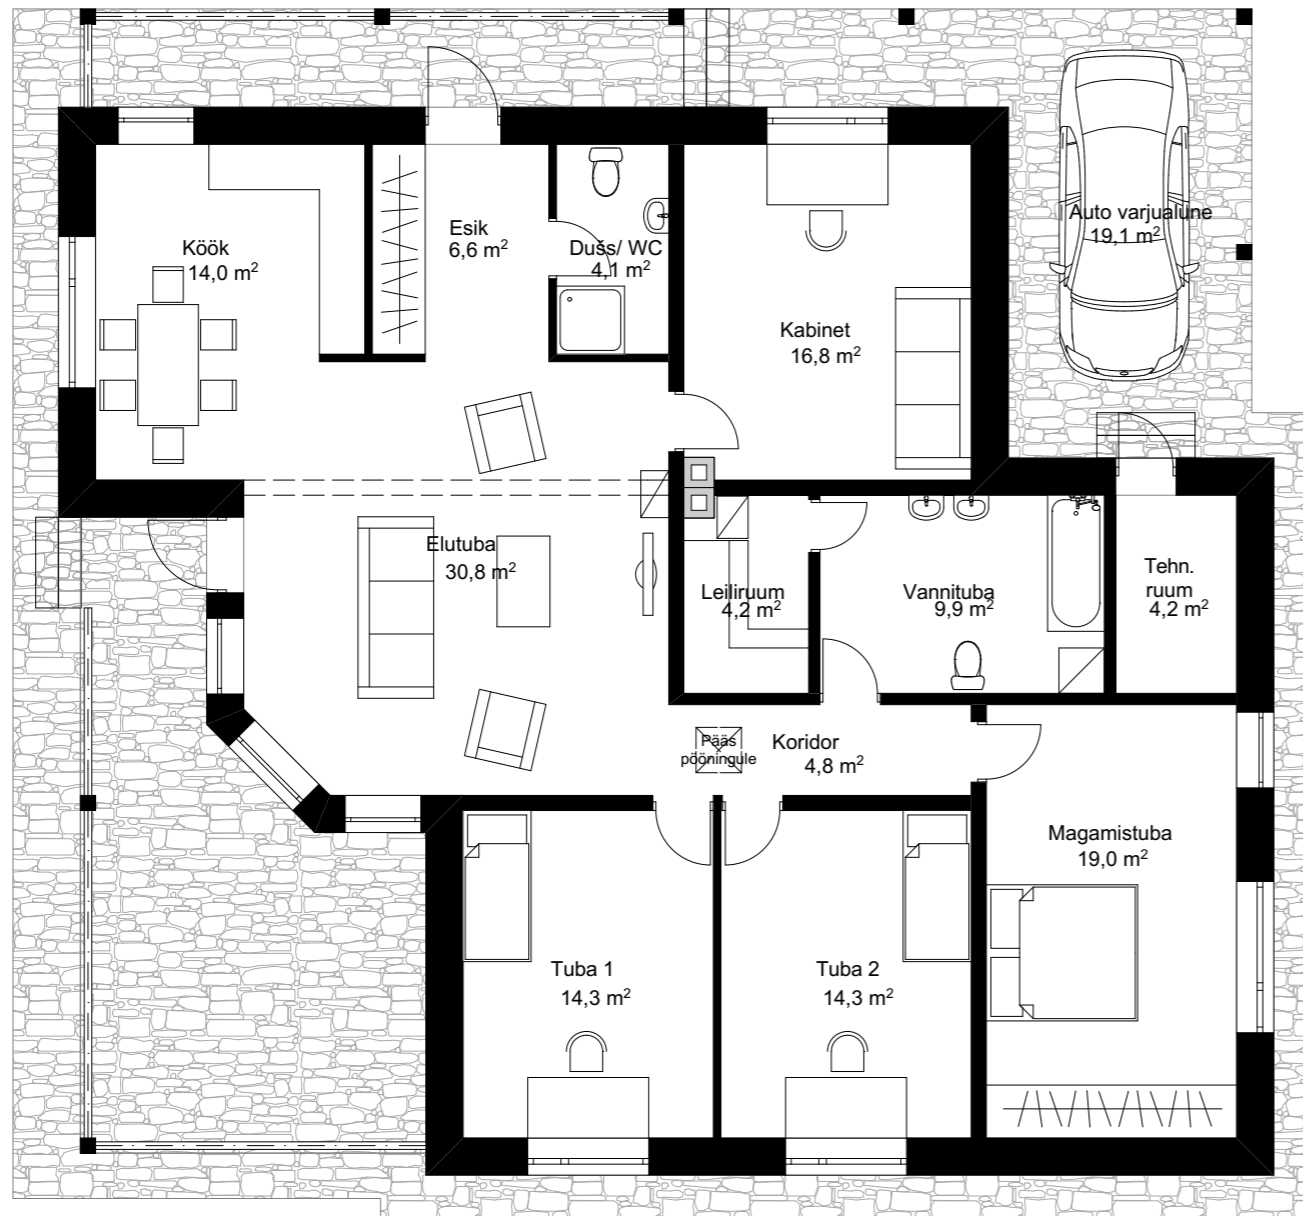 Auto varjualune
19,1 m²
Esik
6,6 m²
Köök
14,0 m²
Dušs/ WC
4,1 m²
Kabinet
16,8 m²
Elutuba
30,8 m²
Leiliruum
4,2 m²
Vannituba
9,9 m²
Tehn.
ruum
4,2 m²
Pääs
pööningule
Koridor
4,8 m²
Magamistuba
19,0 m²
Tuba 1
14,3 m²
Tuba 2
14,3 m²